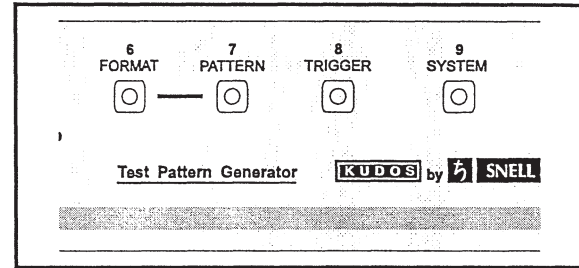 6 7 8 9
FORMAT PATTERN TRIGGER SYSTEM
Test Pattern Generator KUDOS by SNELL